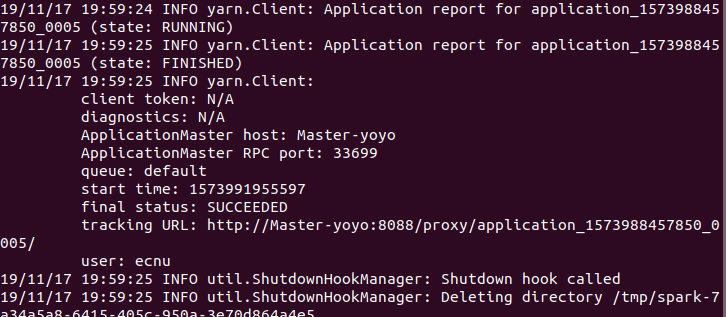 19/11/17 19:59:24 INFO yarn.Client: Application report for application_157398845
7850_0005 (state: RUNNING)
19/11/17 19:59:25 INFO yarn.Client: Application report for application_157398845
7850_0005 (state: FINISHED)
19/11/17 19:59:25 INFO yarn.Client:
client token: N/A
diagnostics: N/A
ApplicationMaster host: Master-yoyo
ApplicationMaster RPC port: 33699
queue: default
start time: 1573991955597
final status: SUCCEEDED
tracking URL: http://Master-yoyo:8088/proxy/application_1573988457850_0
005/
user: ecnu
19/11/17 19:59:25 INFO util.ShutdownHookManager: Shutdown hook called
19/11/17 19:59:25 INFO util.ShutdownHookManager: Deleting directory /tmp/spark-7
a34a5a8-6415-405c-950a-3e70d864a4e5